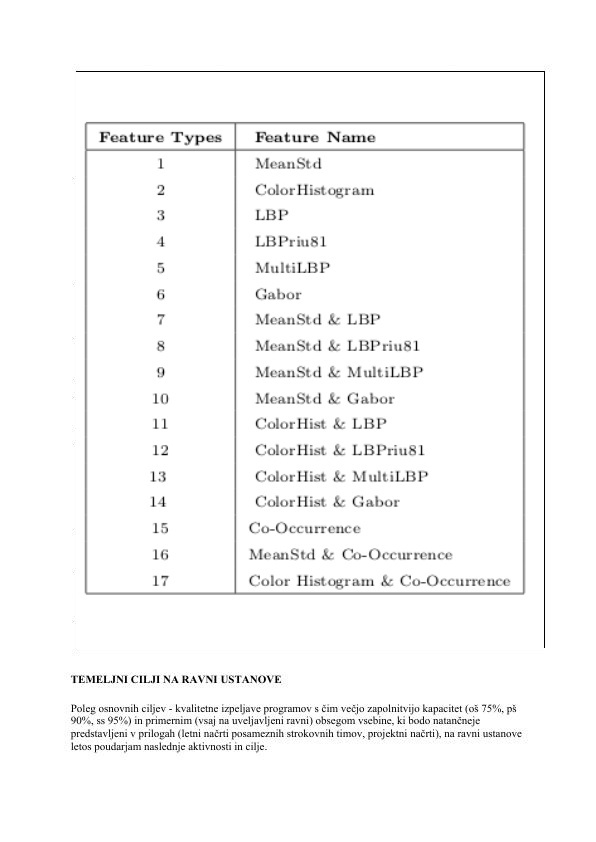 Feature Types Feature Name
1 MeanStd
2 ColorHistogram
3 LBP
4 LBPriu81
5 MultiLBP
6 Gabor
7 MeanStd & LBP
8 MeanStd & LBPriu81
9 MeanStd & MultiLBP
10 MeanStd & Gabor
11 ColorHist & LBP
12 ColorHist & LBPriu81
13 ColorHist & MultiLBP
14 ColorHist & Gabor
15 Co-Occurrence
16 MeanStd & Co-Occurrence
17 Color Histogram & Co-Occurrence
TEMELJNI CILJI NA RAVNI USTANOVE
Poleg osnovnih ciljev - kvalitetne izpeljave programov s čim večjo zapolnitvijo kapacitet (oš 75%, pš
90%, ss 95%) in primernim (vsaj na uveljavljeni ravni) obsegom vsebine, ki bodo natančneje
predstavljeni v prilogah (letni načrti posameznih strokovnih timov, projektni načrti), na ravni ustanove
letos poudarjam naslednje aktivnosti in cilje.